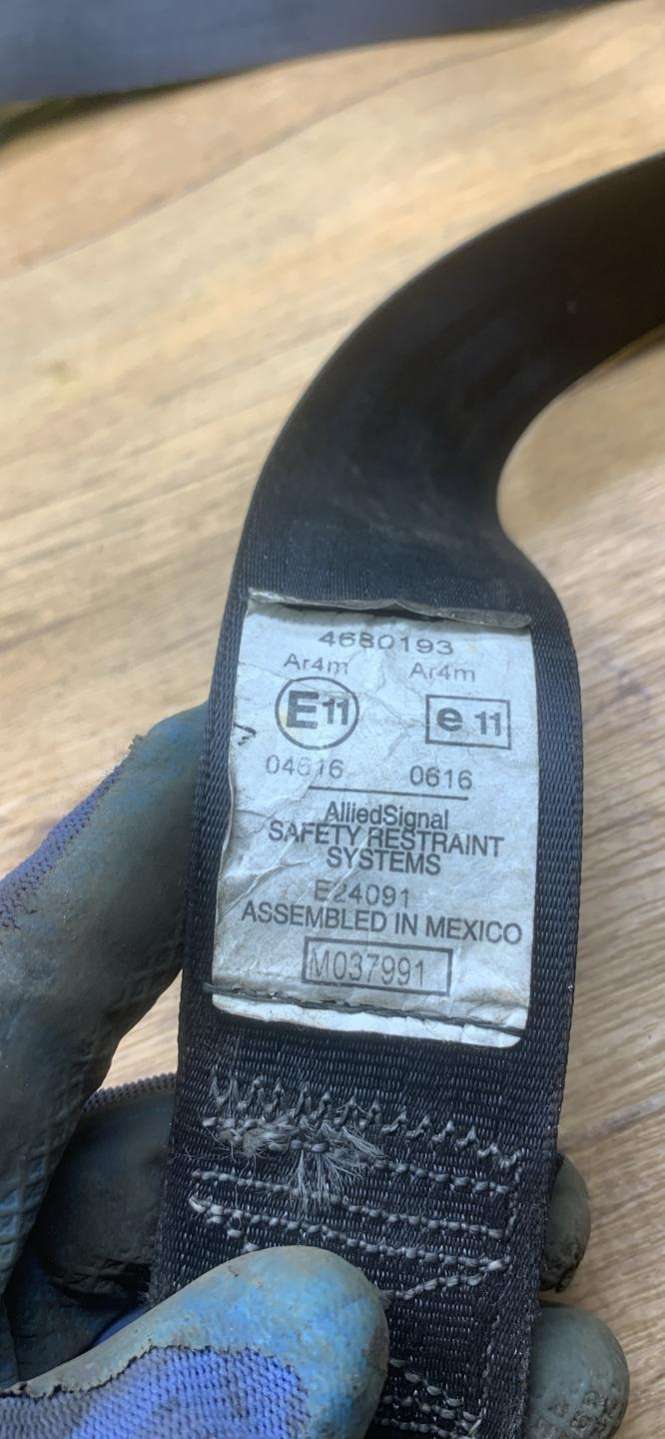 4680193
Ar4m Ar4m
E11 e 11
04616 0616
AlliedSignal
SAFETY RESTRAINT
SYSTEMS
E24091
ASSEMBLED IN MEXICO
M037991